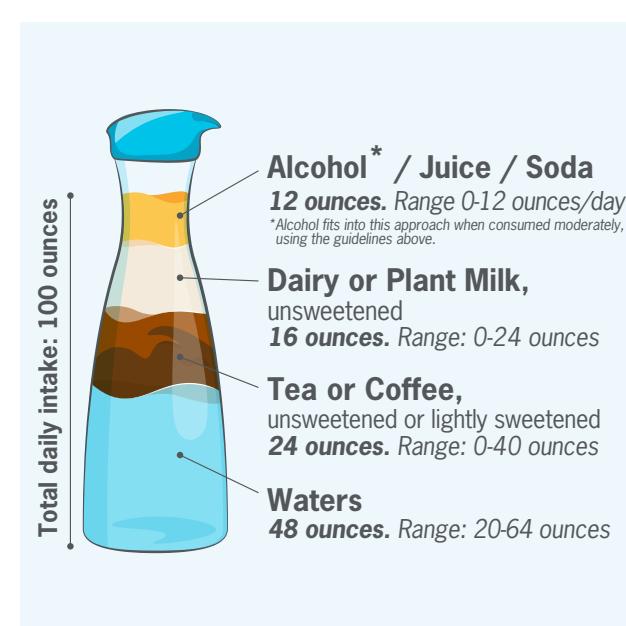 Total daily intake: 100 ounces
Alcohol* / Juice / Soda
12 ounces. Range 0-12 ounces/day
*Alcohol fits into this approach when consumed moderately,
using the guidelines above.
Dairy or Plant Milk,
unsweetened
16 ounces. Range: 0-24 ounces
Tea or Coffee,
unsweetened or lightly sweetened
24 ounces. Range: 0-40 ounces
Waters
48 ounces. Range: 20-64 ounces